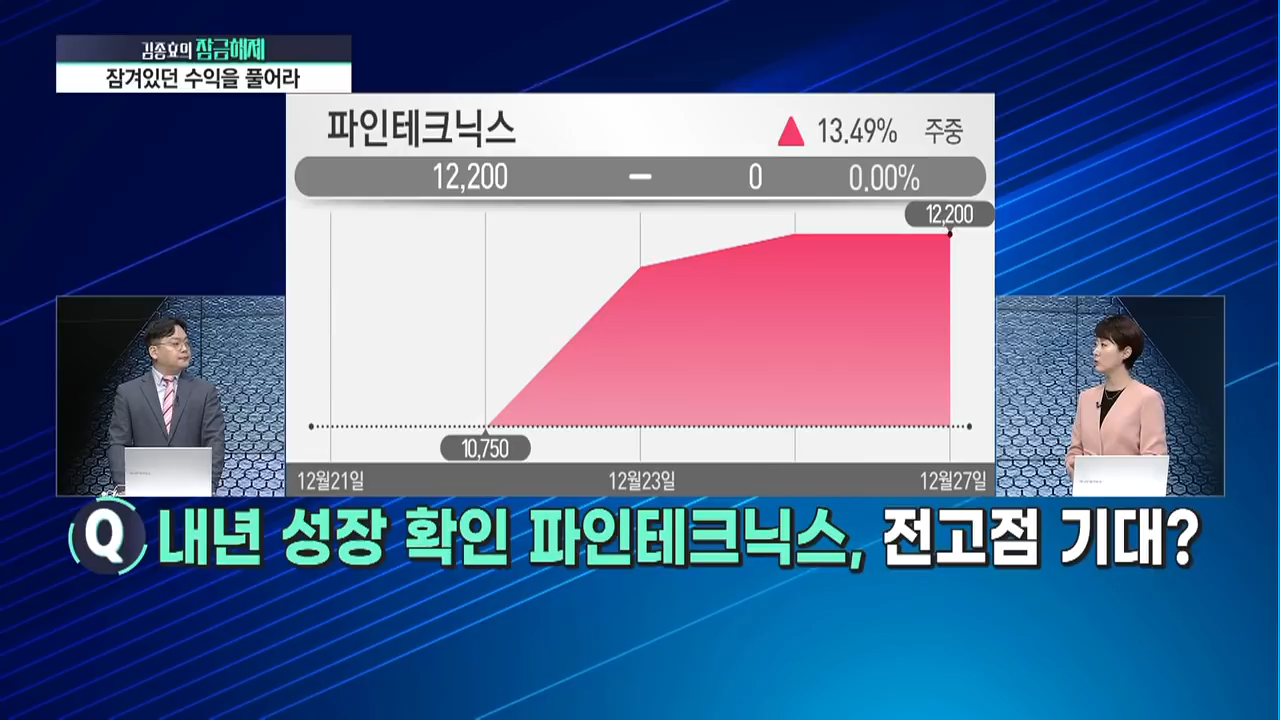 김종효의 잠금해제
잠겨있던 수익을 풀어라
파인테크닉스
▲ 13.49% 주중
12,200 – 0 0.00%
12,200
10,750
12월21일 12월23일 12월27일
Q 내년 성장 확인 파인테크닉스, 전고점 기대?